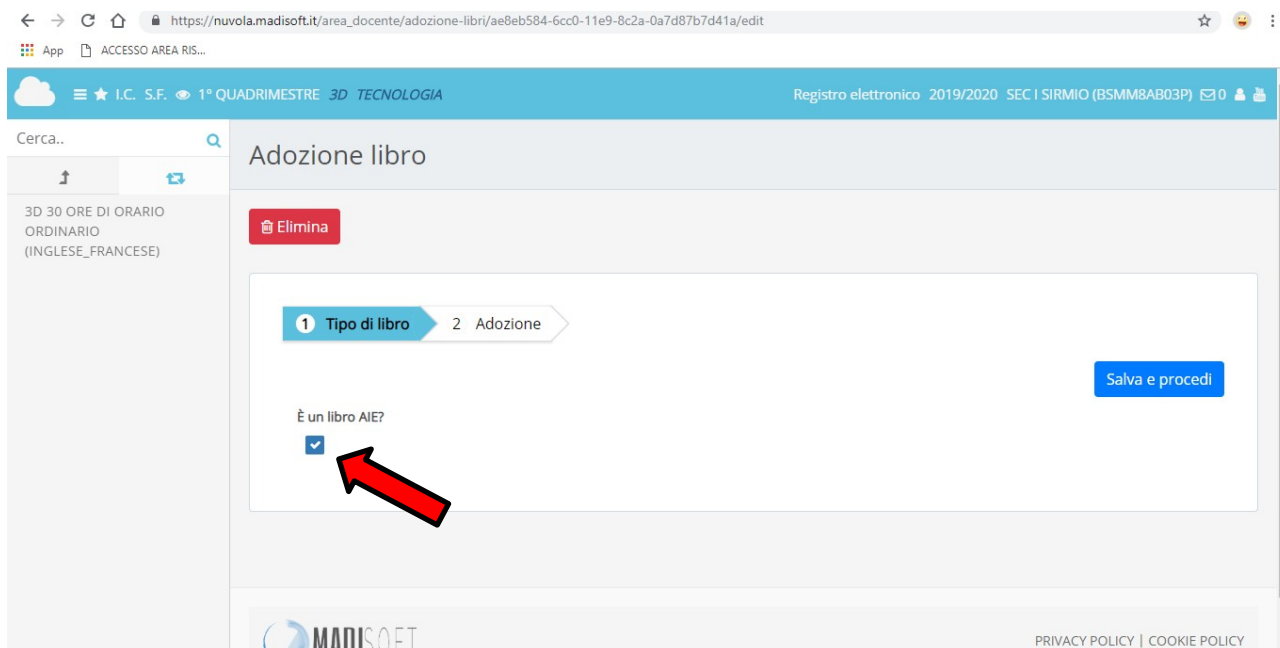 https://nuvola.madisoft.it/area_docente/adozione-libri/ae8eb584-6cc0-11e9-8c2a-0a7d87b7d41a/edit
App ACCESSO AREA RIS...
I.C. S.F. 1° QUADRIMESTRE 3D TECNOLOGIA Registro elettronico 2019/2020 SEC I SIRMIO (BSMM8AB03P) 0
Cerca..
Adozione libro
3D 30 ORE DI ORARIO
ORDINARIO
(INGLESE_FRANCESE)
Elimina
1 Tipo di libro 2 Adozione
Salva e procedi
È un libro AIE?
MADISOFT
PRIVACY POLICY | COOKIE POLICY